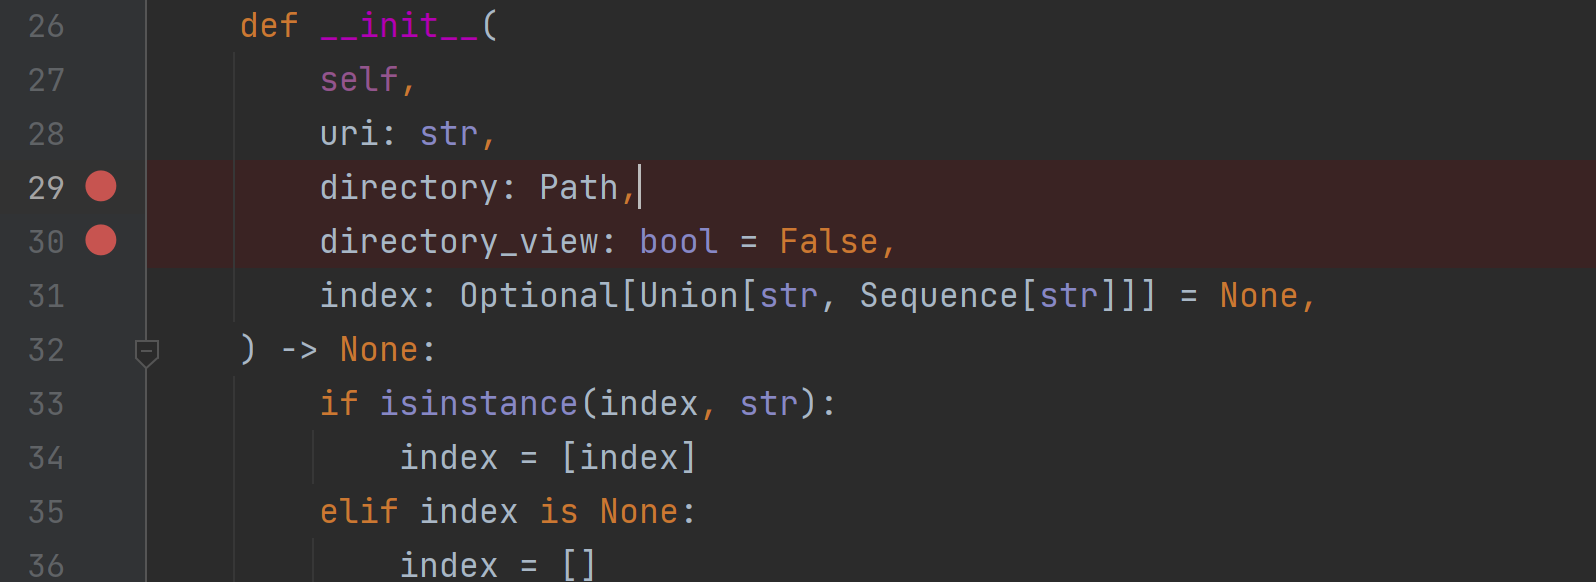 26 def __init__(
27 self,
28 uri: str,
29 directory: Path,
30 directory_view: bool = False,
31 index: Optional[Union[str, Sequence[str]]] = None,
32 ) -> None:
33 if isinstance(index, str):
34 index = [index]
35 elif index is None:
36 index = []